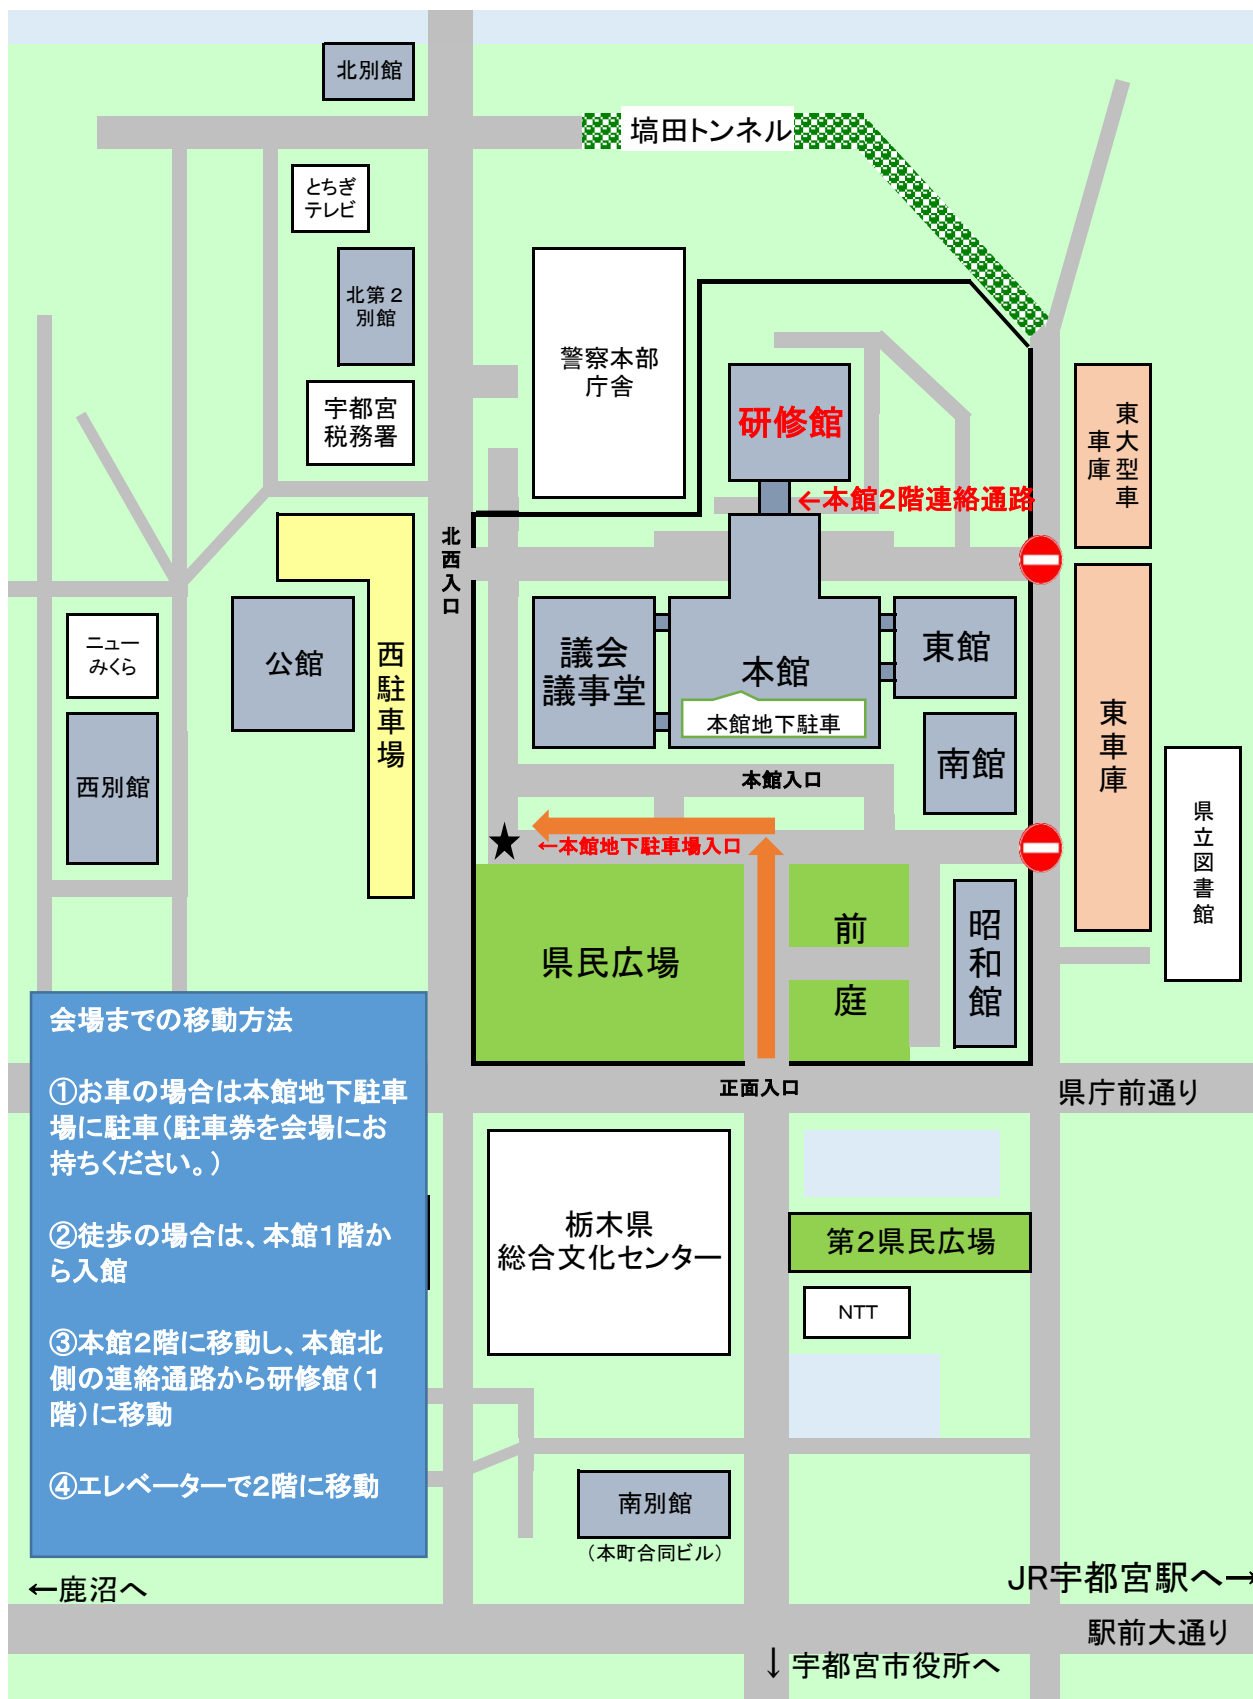 北別館
塙田トンネル
とちぎ
テレビ
北第２
別館
警察本部
庁舎
宇都宮
税務署
研修館
東大型車
車庫
←本館２階連絡通路
北西入口
ニュー
みくら
公館
西駐車場
議会
議事堂
本館
本館地下駐車
東館
南館
東車庫
西別館
本館入口
県立図書館
★
←本館地下駐車場入口
県民広場
前
庭
昭和館
会場までの移動方法
①お車の場合は本館地下駐車
場に駐車（駐車券を会場にお
持ちください。）
②徒歩の場合は、本館１階か
ら入館
③本館２階に移動し、本館北
側の連絡通路から研修館（１
階）に移動
④エレベーターで２階に移動
正面入口
県庁前通り
栃木県
総合文化センター
第２県民広場
NTT
南別館
（本町合同ビル）
←鹿沼へ
JR宇都宮駅へ→
駅前大通り
↓宇都宮市役所へ